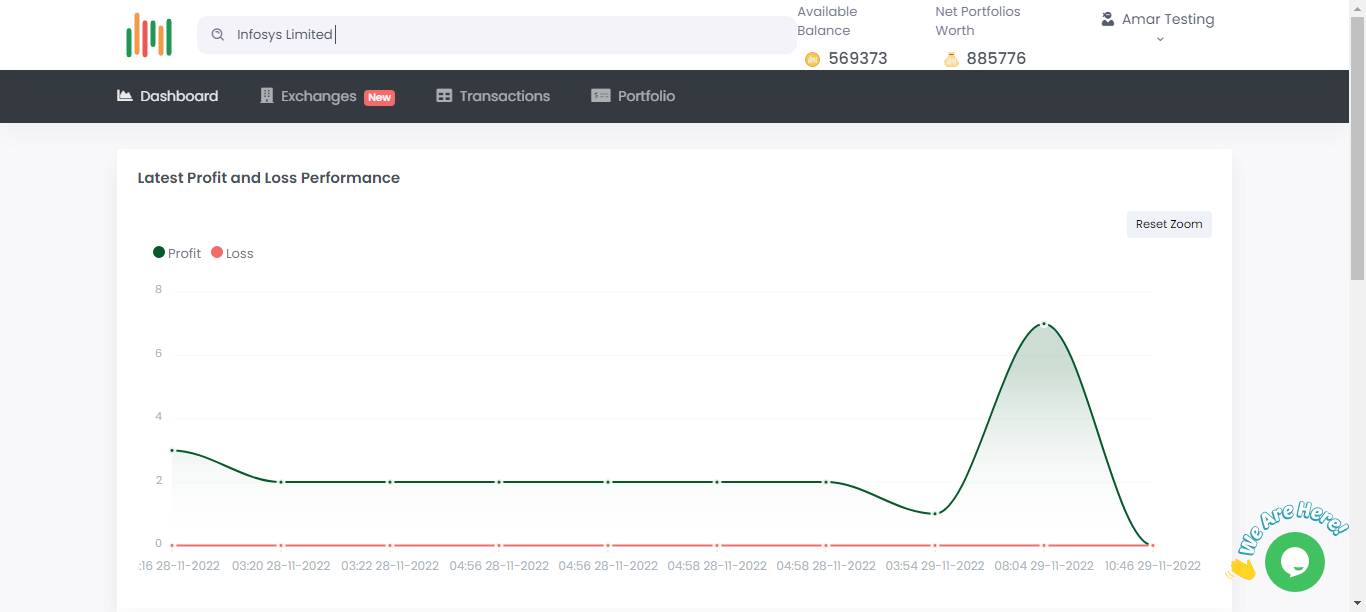 Infosys Limited
Available
Balance
569373
Net Portfolios
Worth
885776
Amar Testing
Dashboard
Exchanges New
Transactions
Portfolio
Latest Profit and Loss Performance
Reset Zoom
Profit Loss
8
6
4
2
0
:16 28-11-2022 03:20 28-11-2022 03:22 28-11-2022 04:56 28-11-2022 04:56 28-11-2022 04:58 28-11-2022 04:58 28-11-2022 03:54 29-11-2022 08:04 29-11-2022 10:46 29-11-2022
We Are Here!